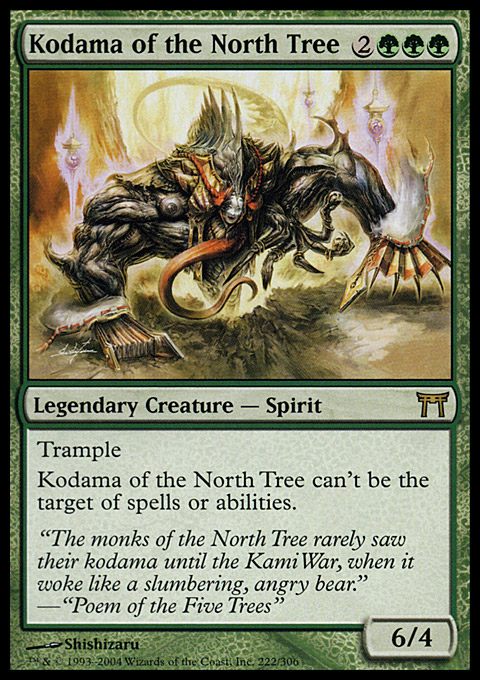 Kodama of the North Tree 2
Legendary Creature — Spirit
Trample
Kodama of the North Tree can't be the
target of spells or abilities.
“The monks of the North Tree rarely saw
their kodama until the Kami War, when it
woke like a slumbering, angry bear.”
—“Poem of the Five Trees”
Shishizaru
6/4
™ & © 1993–2004 Wizards of the Coast, Inc. 222/306